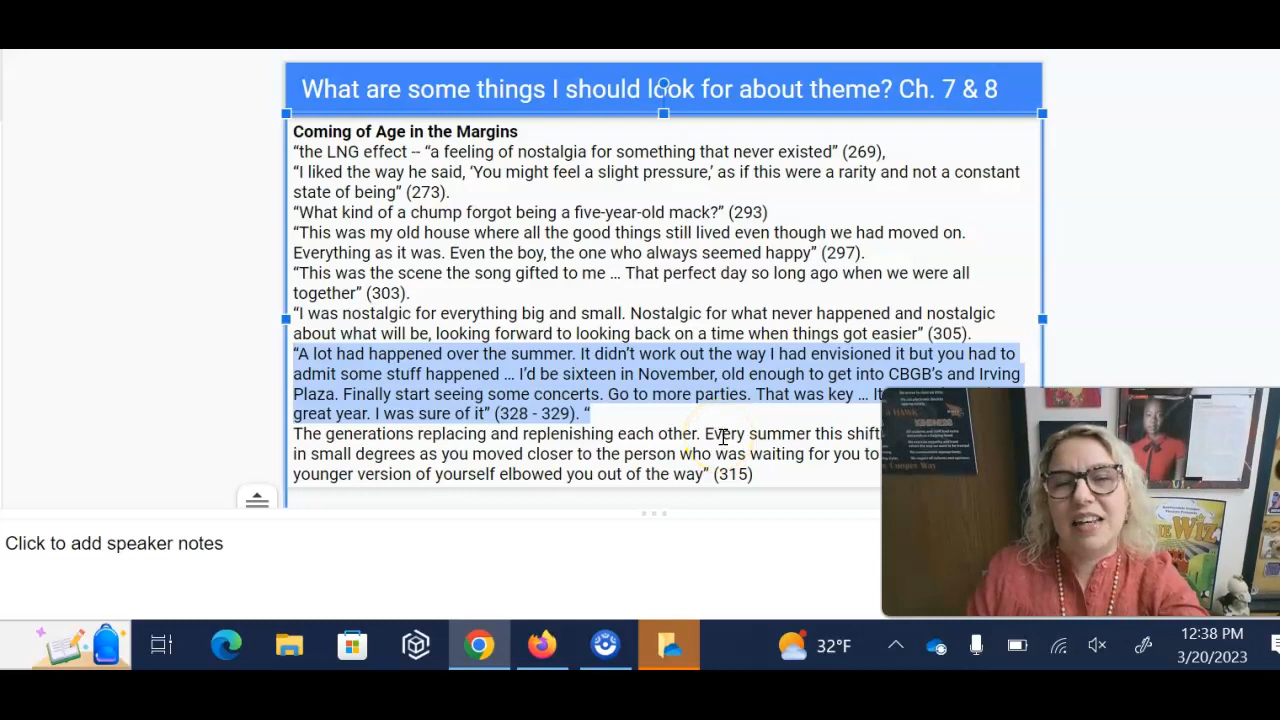 What are some things I should look for about theme? Ch. 7 & 8
Coming of Age in the Margins
“the LNG effect -- “a feeling of nostalgia for something that never existed” (269),
“I liked the way he said, ‘You might feel a slight pressure,’ as if this were a rarity and not a constant
state of being” (273).
“What kind of a chump forgot being a five-year-old mack?” (293)
“This was my old house where all the good things still lived even though we had moved on.
Everything as it was. Even the boy, the one who always seemed happy” (297).
“This was the scene the song gifted to me … That perfect day so long ago when we were all
together” (303).
“I was nostalgic for everything big and small. Nostalgic for what never happened and nostalgic
about what will be, looking forward to looking back on a time when things got easier” (305).
“A lot had happened over the summer. It didn’t work out the way I had envisioned it but you had to
admit some stuff happened … I’d be sixteen in November, old enough to get into CBGB’s and Irving
Plaza. Finally start seeing some concerts. Go to more parties. That was key …
great year. I was sure of it” (328 - 329). “
The generations replacing and replenishing each other. Every summer this shift
in small degrees as you moved closer to the person who was waiting for you to
younger version of yourself elbowed you out of the way” (315)
Click to add speaker notes
KINDNESS
THE WIZ
32°F
12:38 PM
3/20/2023